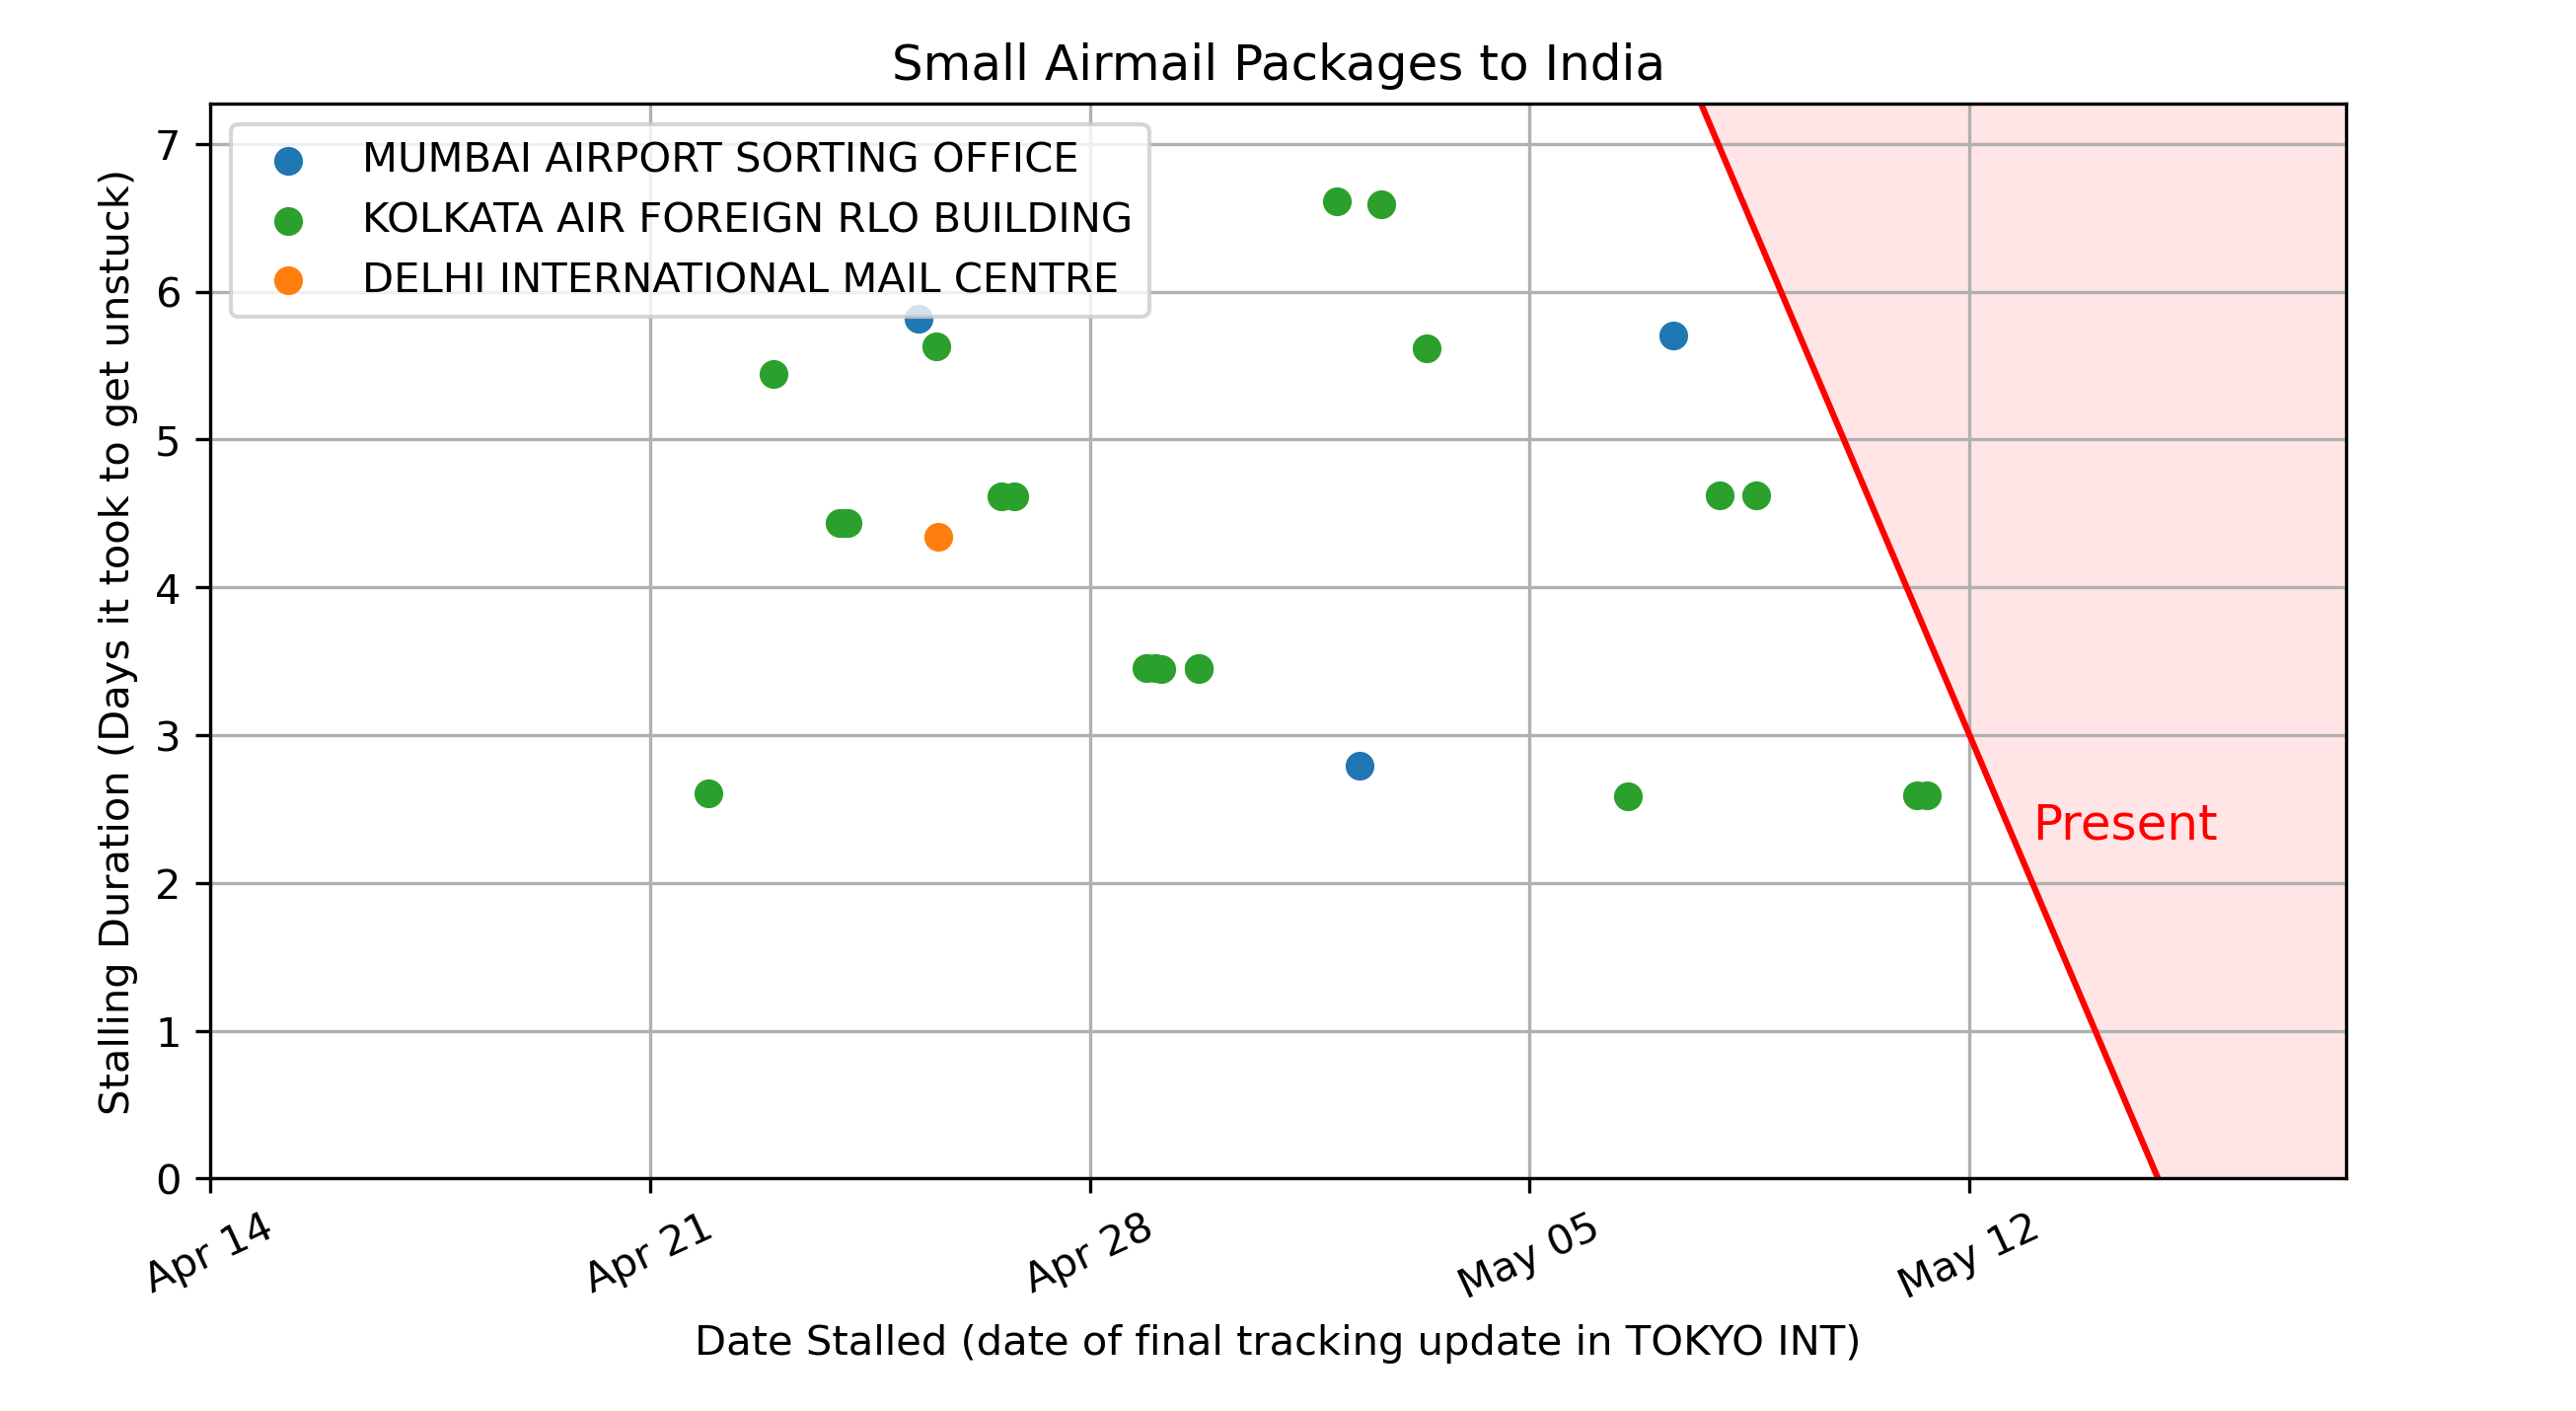 Small Airmail Packages to India
MUMBAI AIRPORT SORTING OFFICE
KOLKATA AIR FOREIGN RLO BUILDING
DELHI INTERNATIONAL MAIL CENTRE
Stalling Duration (Days it took to get unstuck)
7
6
5
4
3
2
1
0
Present
Apr 14
Apr 21
Apr 28
May 05
May 12
Date Stalled (date of final tracking update in TOKYO INT)